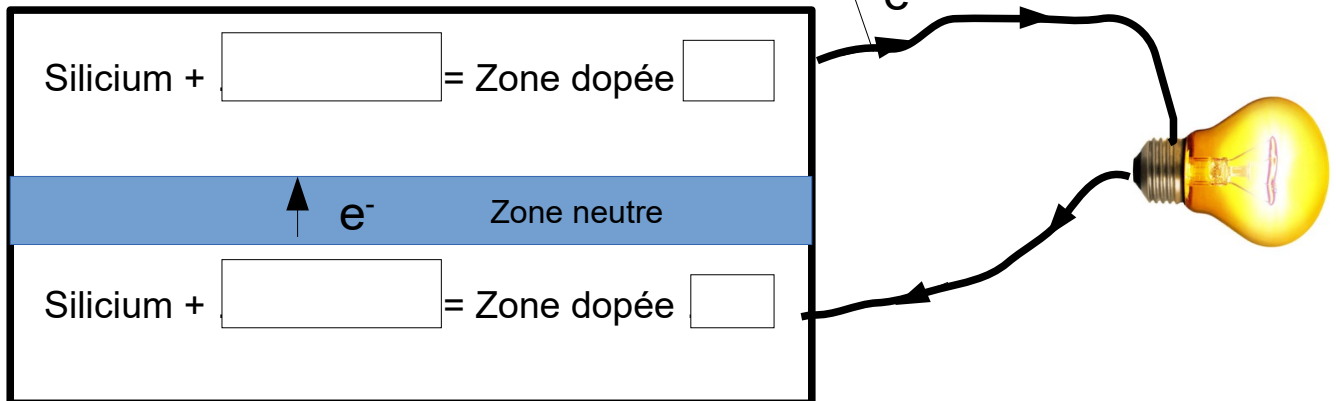 e
Silicium + = Zone dopée
e- Zone neutre
Silicium + = Zone dopée